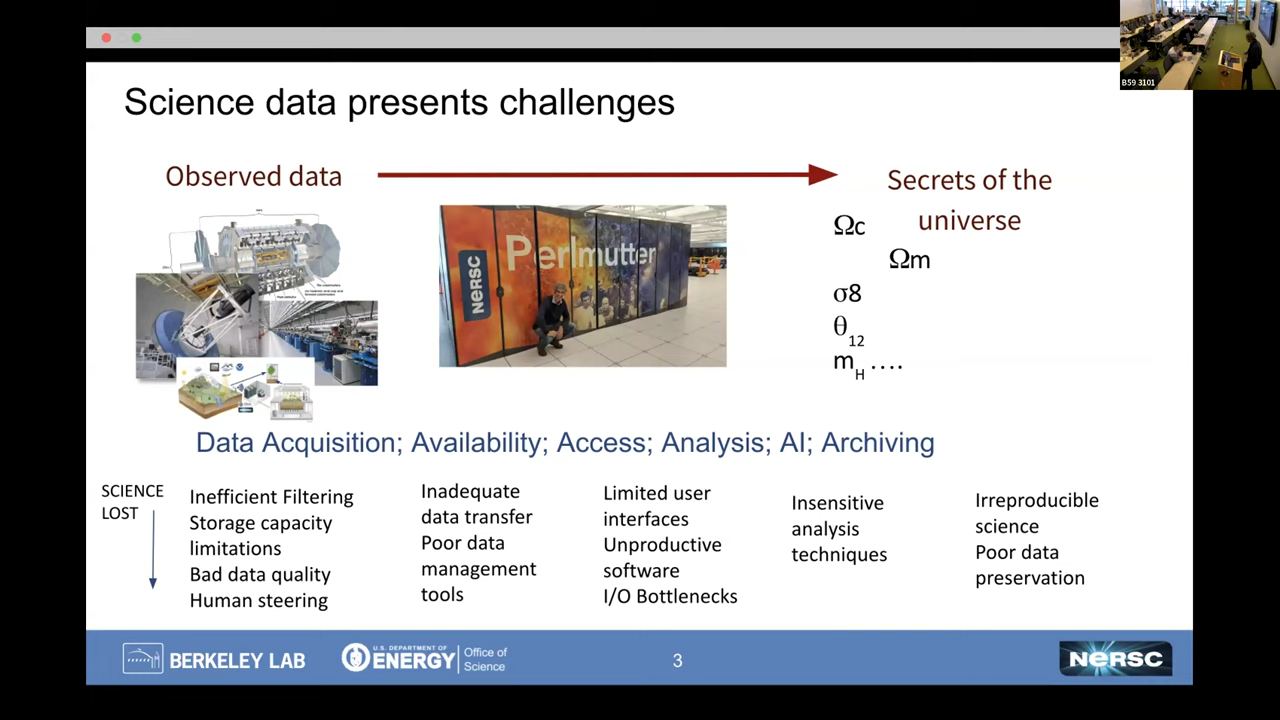 B59 3101
Science data presents challenges
Observed data
Secrets of the
universe
NERSC
Perlmutter
Ωc
Ωm
σ8
θ12
mH ....
Data Acquisition; Availability; Access; Analysis; AI; Archiving
SCIENCE
LOST
Inefficient Filtering
Storage capacity
limitations
Bad data quality
Human steering
Inadequate
data transfer
Poor data
management
tools
Limited user
interfaces
Unproductive
software
I/O Bottlenecks
Insensitive
analysis
techniques
Irreproducible
science
Poor data
preservation
BERKELEY LAB
U.S. DEPARTMENT OF
ENERGY
Office of
Science
3
NERSC